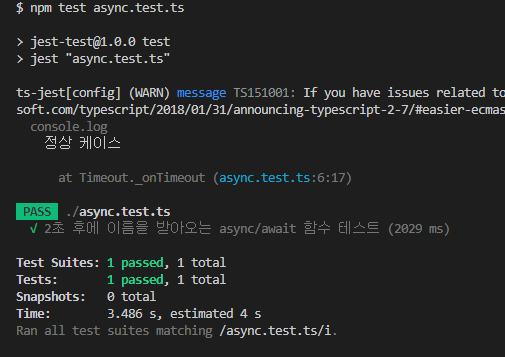 $ npm test async.test.ts
> jest-test@1.0.0 test
> jest "async.test.ts"
ts-jest[config] (WARN) message TS151001: If you have issues related to
soft.com/typescript/2018/01/31/announcing-typescript-2-7/#easier-ecmas
console.log
정상 케이스
at Timeout._onTimeout (async.test.ts:6:17)
PASS ./async.test.ts
√ 2초 후에 이름을 받아오는 async/await 함수 테스트 (2029 ms)
Test Suites: 1 passed, 1 total
Tests: 1 passed, 1 total
Snapshots: 0 total
Time: 3.486 s, estimated 4 s
Ran all test suites matching /async.test.ts/i.